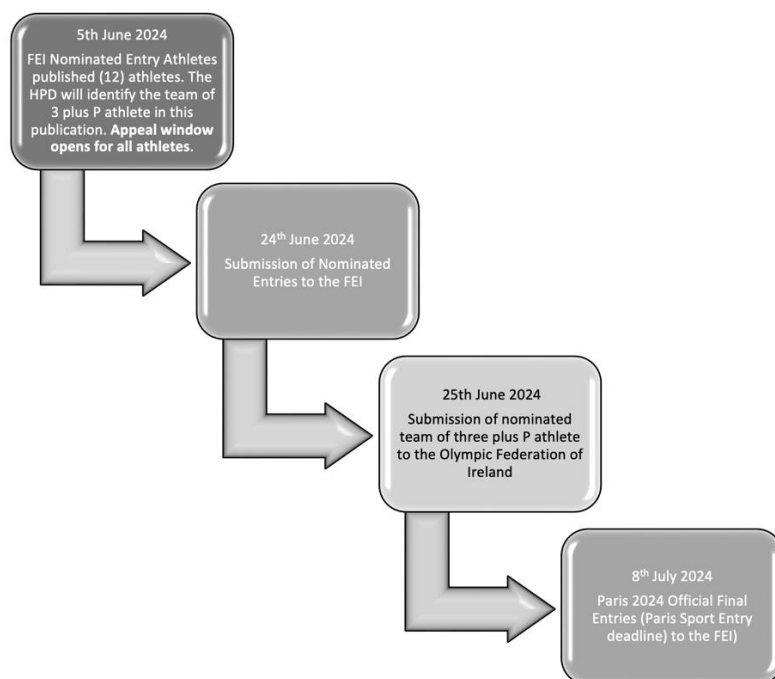 5th June 2024
FEI Nominated Entry Athletes
published (12) athletes. The
HPD will identify the team of
3 plus P athlete in this
publication. Appeal window
opens for all athletes.
24th June 2024
Submission of Nominated
Entries to the FEI
25th June 2024
Submission of nominated
team of three plus P athlete
to the Olympic Federation of
Ireland
8th July 2024
Paris 2024 Official Final
Entries (Paris Sport Entry
deadline) to the FEI)